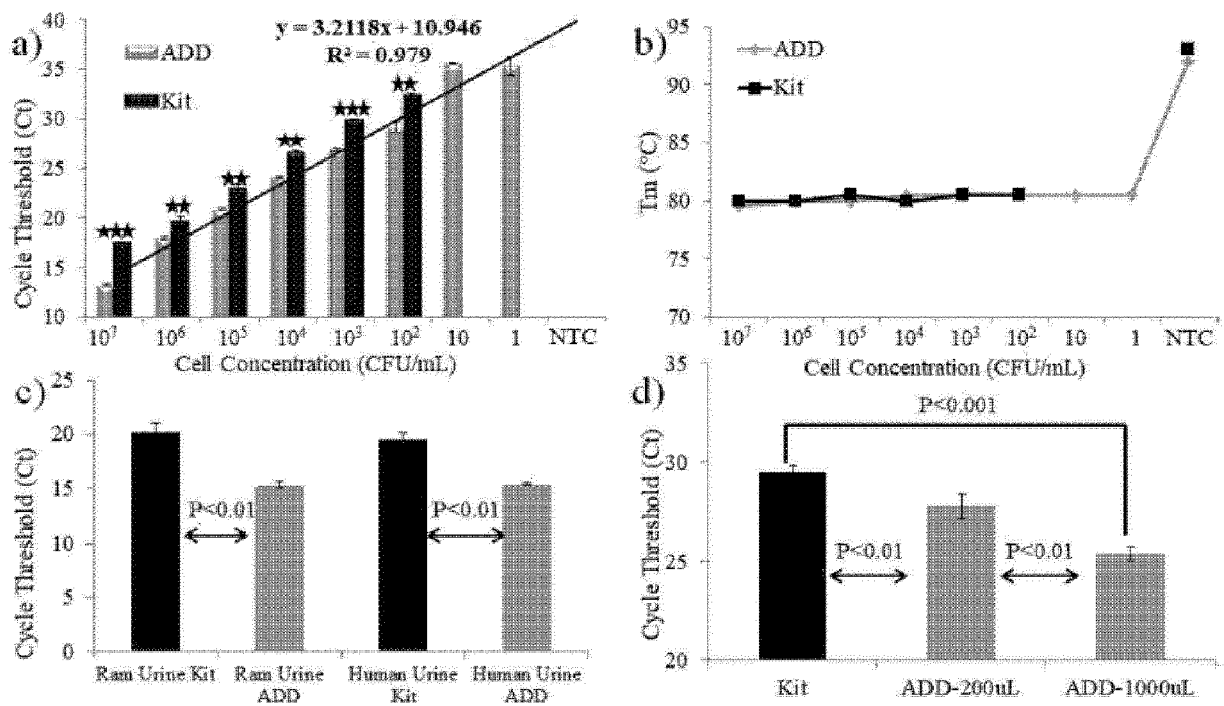 a)
40
35
30
25
20
15
10
Cycle Threshold (Ct)
y = 3.2118x + 10.946
R² = 0.979
ADD
Kit
★★★
★★
★★
★★
★★★
★★
10⁷ 10⁶ 10⁵ 10⁴ 10³ 10² 10 1 NTC
Cell Concentration (CFU/mL)
b)
95
90
85
80
75
70
Tm (°C)
ADD
Kit
10⁷ 10⁶ 10⁵ 10⁴ 10³ 10² 10 1 NTC
Cell Concentration (CFU/mL)
c)
25
20
15
10
5
0
Cycle Threshold (Ct)
P<0.01
P<0.01
Ram Urine Kit
Ram Urine
ADD
Human Urine
Kit
Human Urine
ADD
d)
35
30
25
20
Cycle Threshold (Ct)
P<0.001
P<0.01
P<0.01
Kit ADD-200uL ADD-1000uL